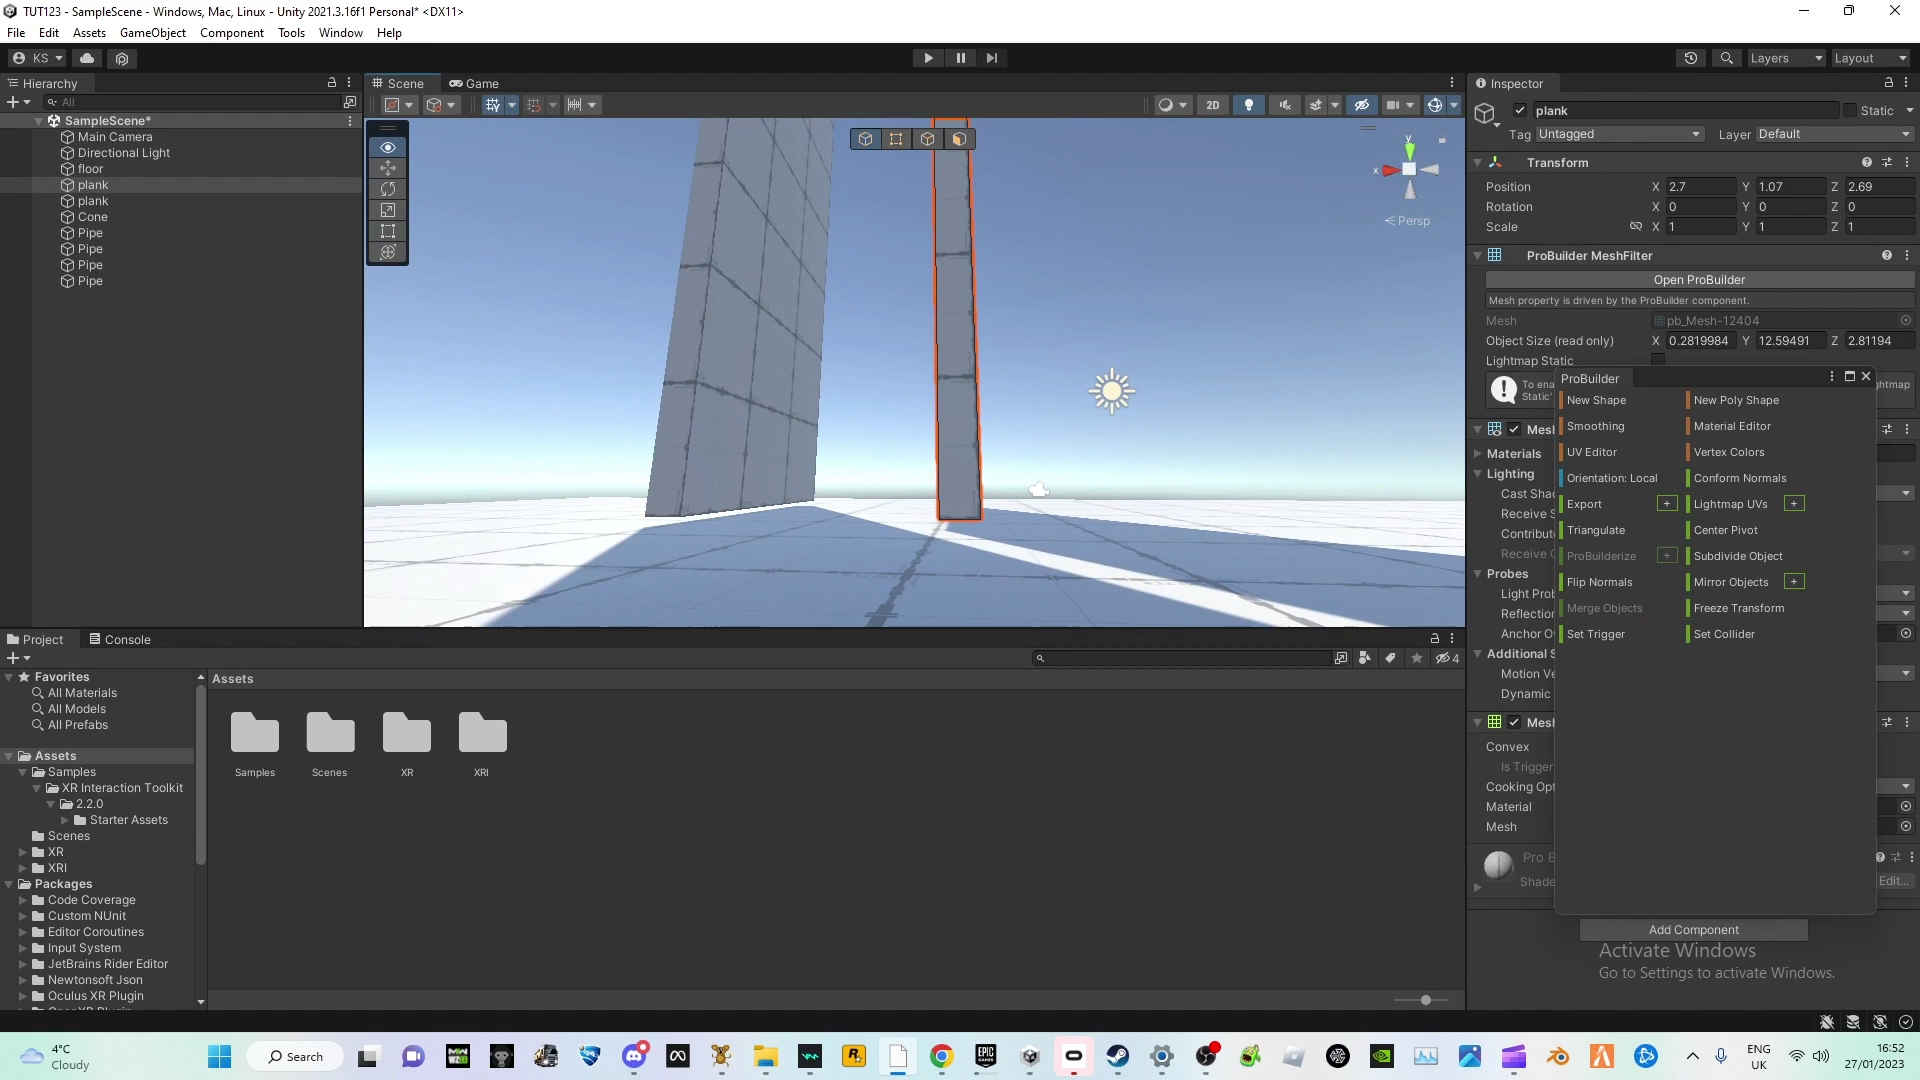 TUT123 - SampleScene - Windows, Mac, Linux - Unity 2021.3.16f1 Personal* <DX11>
File Edit Assets GameObject Component Tools Window Help
KS Layers Layout
Hierarchy
All
SampleScene*
Main Camera
Directional Light
floor
plank
plank
Cone
Pipe
Pipe
Pipe
Pipe
Scene Game
2D
y
x
Persp
Inspector
plank Static
Tag Untagged Layer Default
Transform
Position X 2.7 Y 1.07 Z 2.69
Rotation X 0 Y 0 Z 0
Scale X 1 Y 1 Z 1
ProBuilder MeshFilter
Open ProBuilder
Mesh property is driven by the ProBuilder component.
Mesh pb_Mesh-12404
Object Size (read only) X 0.2819984 Y 12.59491 Z 2.81194
Lightmap Static
To ena
Static'
Materials
Lighting
Cast Sha
Receive S
Contribut
Probes
Light Prob
Reflection
Anchor O
Additional S
Motion Ve
Dynamic
Convex
Is Trigger
Cooking Opt
Material
Mesh
Pro B
Shade
Edit...
Add Component
ProBuilder
New Shape New Poly Shape
Smoothing Material Editor
UV Editor Vertex Colors
Orientation: Local Conform Normals
Export + Lightmap UVs +
Triangulate Center Pivot
ProBuilderize + Subdivide Object
Flip Normals Mirror Objects +
Merge Objects Freeze Transform
Set Trigger Set Collider
Activate Windows
Go to Settings to activate Windows.
Project Console
4
Favorites
All Materials
All Models
All Prefabs
Assets
Samples
XR Interaction Toolkit
2.2.0
Starter Assets
Scenes
XR
XRI
Packages
Code Coverage
Custom NUnit
Editor Coroutines
Input System
JetBrains Rider Editor
Newtonsoft Json
Oculus XR Plugin
Assets
Samples Scenes XR XRI
4°C
Cloudy
Search
ENG
UK
16:52
27/01/2023